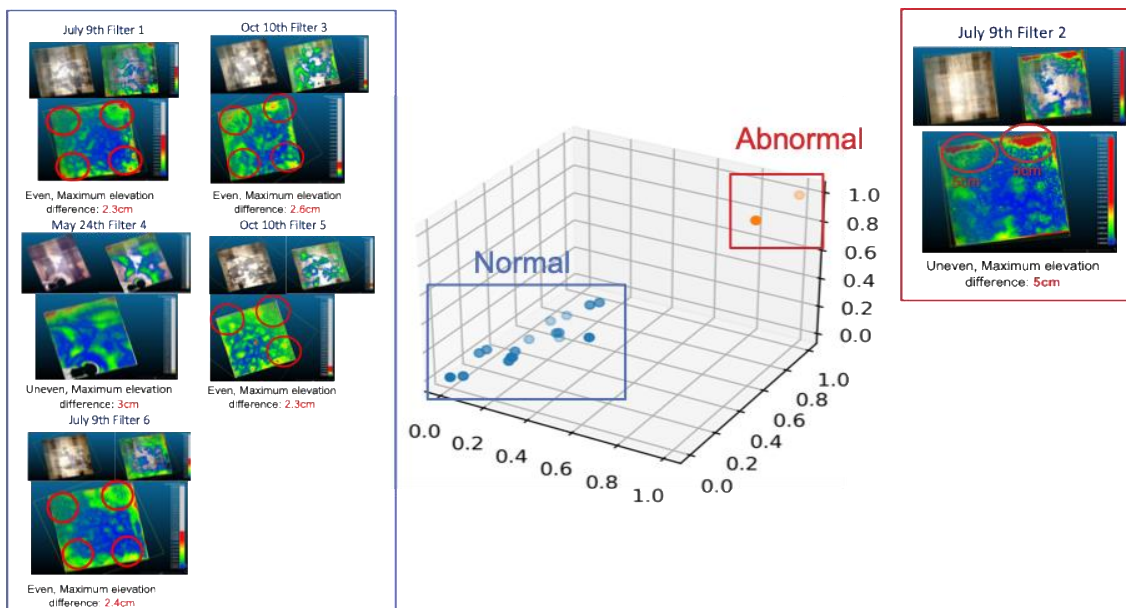 July 9th Filter 1
Even, Maximum elevation
difference: 2.3cm
Oct 10th Filter 3
Even, Maximum elevation
difference: 2.6cm
May 24th Filter 4
Uneven, Maximum elevation
difference: 3cm
Oct 10th Filter 5
Even, Maximum elevation
difference: 2.3cm
July 9th Filter 6
Even, Maximum elevation
difference: 2.4cm
Normal
Abnormal
1.0
0.8
0.6
0.4
0.2
0.0
0.0
0.2
0.4
0.6
0.8
1.0
0.0
0.2
0.4
0.6
0.8
1.0
July 9th Filter 2
5cm
5cm
Uneven, Maximum elevation
difference: 5cm